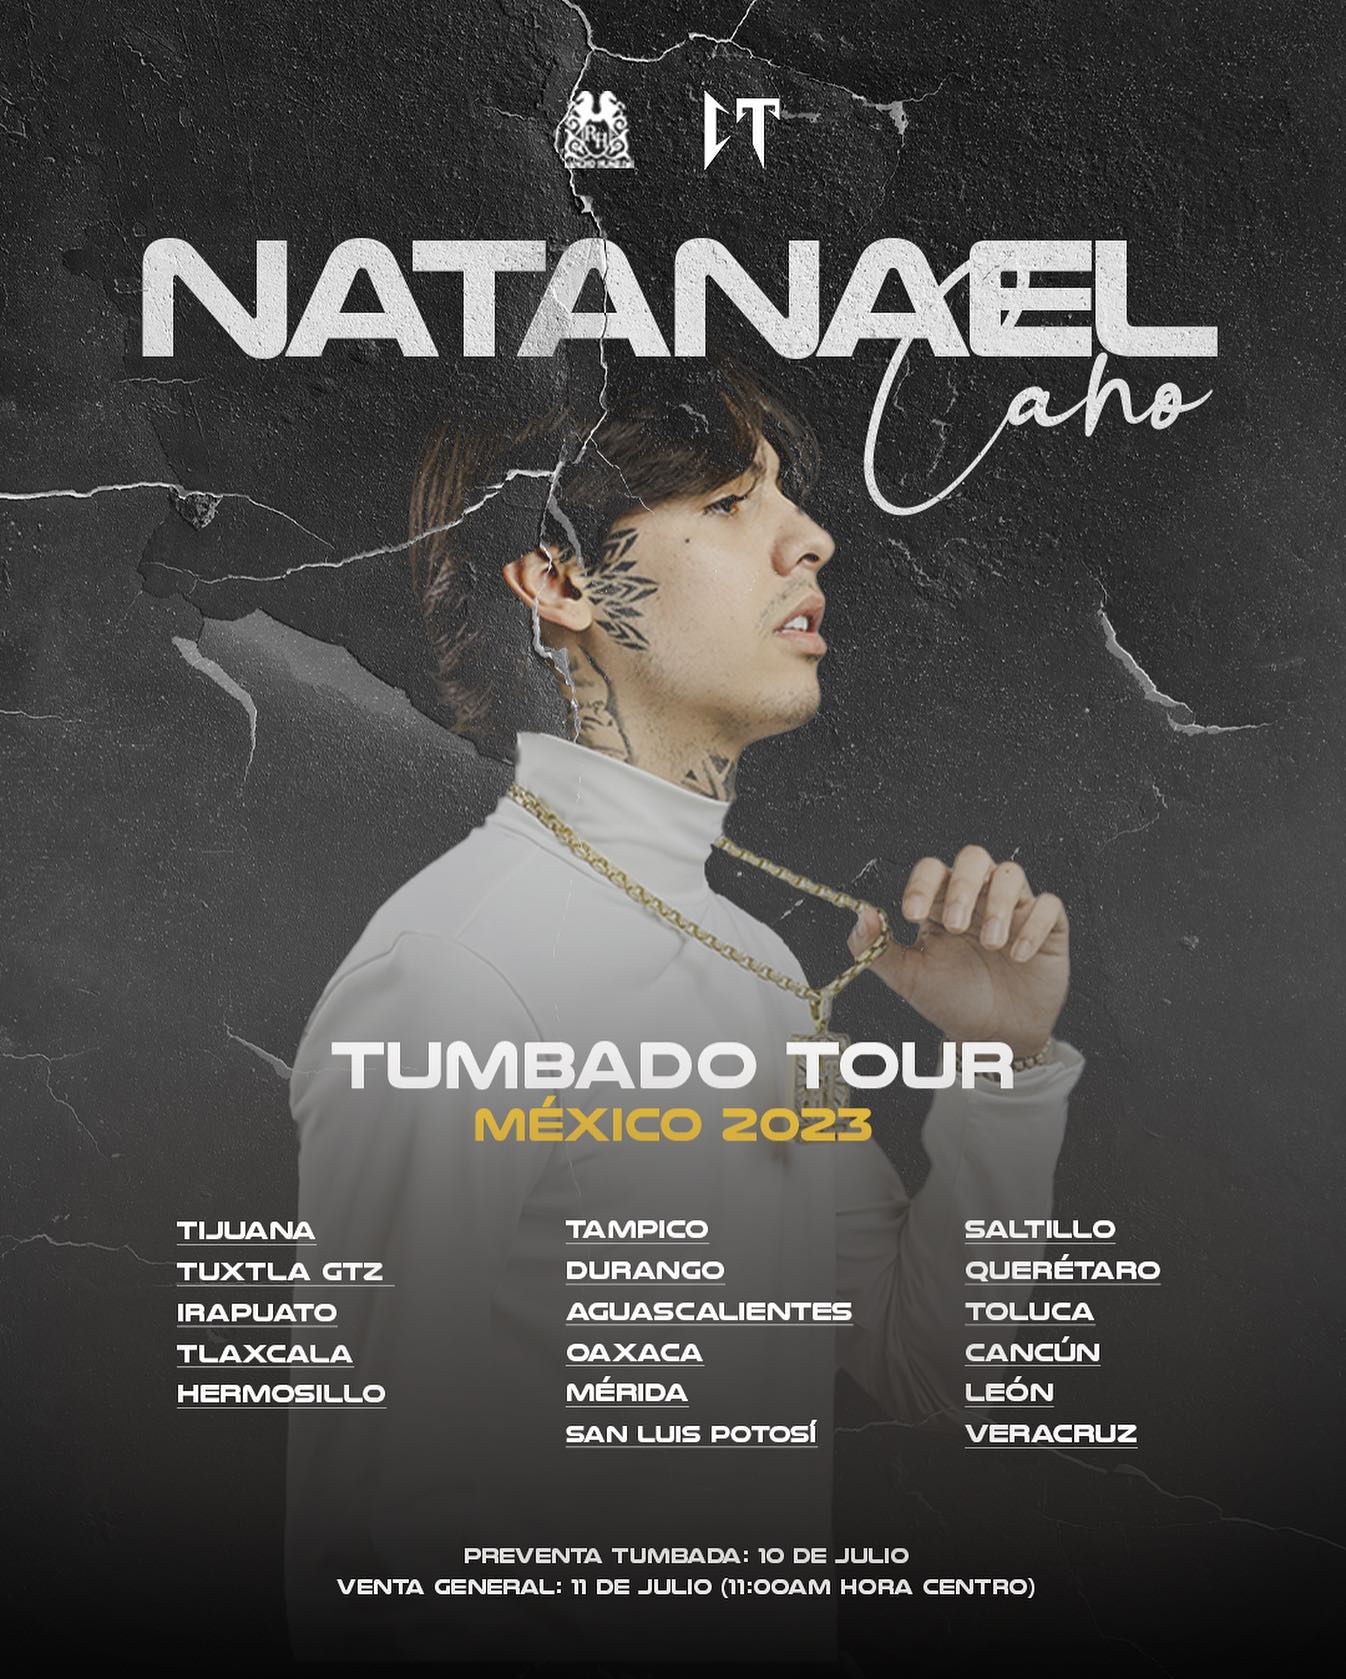 RH
CT
NATANAEL
Cano
TUMBADO TOUR
MÉXICO 2023
TIJUANA
TUXTLA GTZ
IRAPUATO
TLAXCALA
HERMOSILLO
TAMPICO
DURANGO
AGUASCALIENTES
OAXACA
MÉRIDA
SAN LUIS POTOSÍ
SALTILLO
QUERÉTARO
TOLUCA
CANCÚN
LEÓN
VERACRUZ
PREVENTA TUMBADA: 10 DE JULIO
VENTA GENERAL: 11 DE JULIO (11:00AM HORA CENTRO)